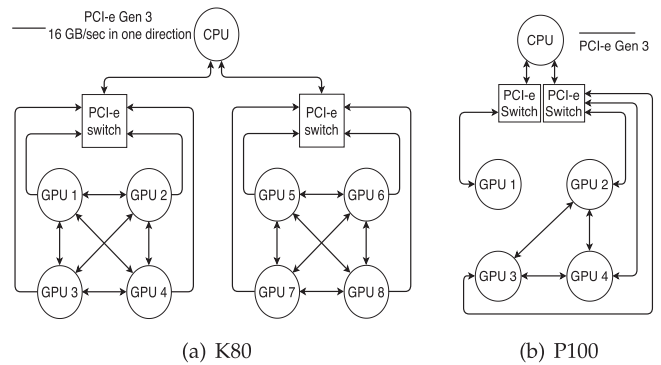 PCI-e Gen 3
16 GB/sec in one direction
CPU
PCI-e
switch
PCI-e
switch
GPU 1
GPU 2
GPU 5
GPU 6
GPU 3
GPU 4
GPU 7
GPU 8
(a) K80
CPU
PCI-e Gen 3
PCI-e
Switch
PCI-e
Switch
GPU 1
GPU 2
GPU 3
GPU 4
(b) P100